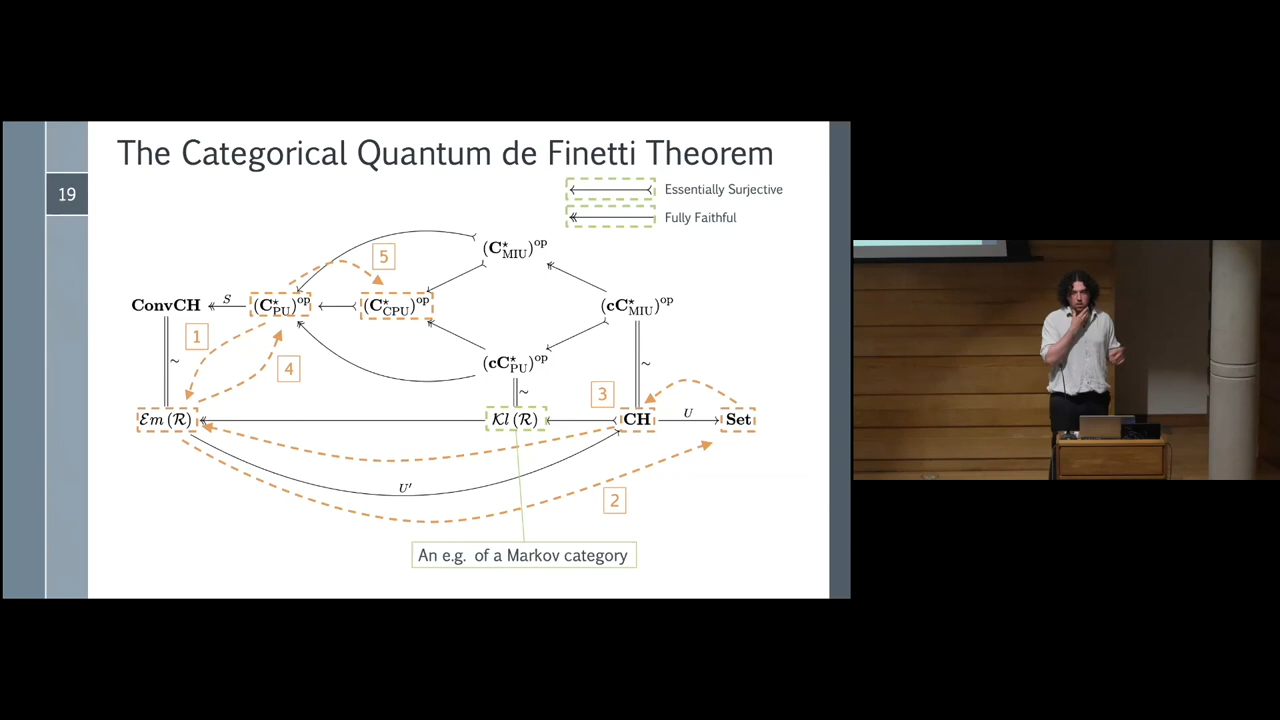 The Categorical Quantum de Finetti Theorem
19
Essentially Surjective
Fully Faithful
(C⋆MIU)op
5
ConvCH
S
(C⋆PU)op
(C⋆CPU)op
(cC⋆MIU)op
1
4
(cC⋆PU)op
∼
∼
∼
3
ℰm(ℛ)
𝒦l(ℛ)
CH
U
Set
U′
2
An e.g. of a Markov category